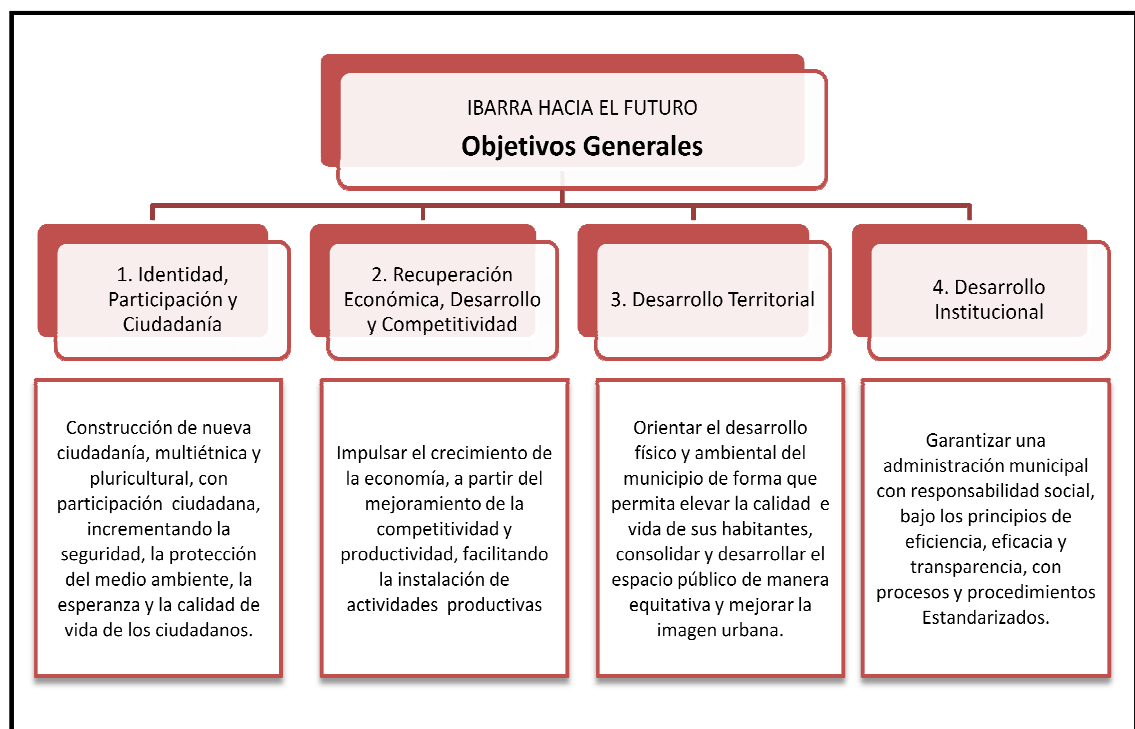 IBARRA HACIA EL FUTURO
Objetivos Generales
1. Identidad,
Participación y
Ciudadanía
2. Recuperación
Económica, Desarrollo
y Competitividad
3. Desarrollo Territorial
4. Desarrollo
Institucional
Construcción de nueva
ciudadanía, multiétnica y
pluricultural, con
participación ciudadana,
incrementando la
seguridad, la protección
del medio ambiente, la
esperanza y la calidad de
vida de los ciudadanos.
Impulsar el crecimiento de
la economía, a partir del
mejoramiento de la
competitividad y
productividad, facilitando
la instalación de
actividades productivas
Orientar el desarrollo
físico y ambiental del
municipio de forma que
permita elevar la calidad e
vida de sus habitantes,
consolidar y desarrollar el
espacio público de manera
equitativa y mejorar la
imagen urbana.
Garantizar una
administración municipal
con responsabilidad social,
bajo los principios de
eficiencia, eficacia y
transparencia, con
procesos y procedimientos
Estandarizados.